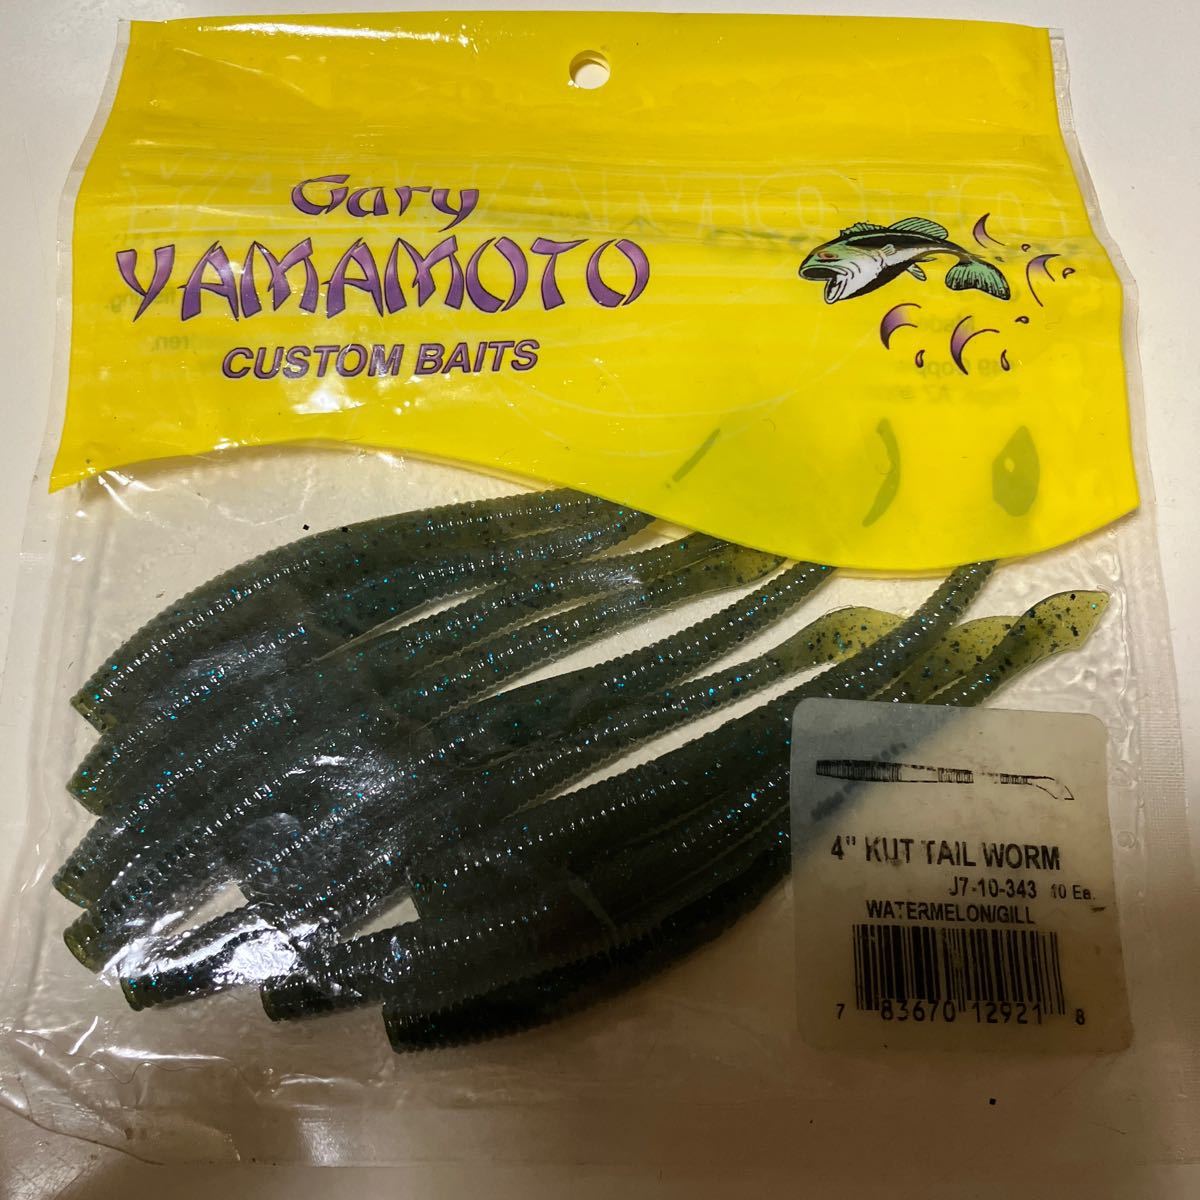 Gary
YAMAMOTO
CUSTOM BAITS
4" KUT TAIL WORM
J7-10-343 10 Ea.
WATERMELON/GILL
7 83670 12921 8